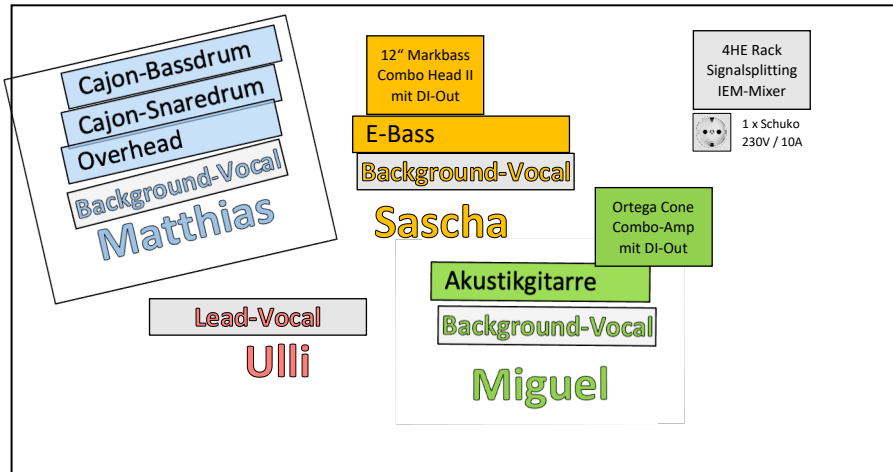 Cajon-Bassdrum
Cajon-Snaredrum
Overhead
Background-Vocal
Matthias
12“ Markbass
Combo Head II
mit DI-Out
E-Bass
Background-Vocal
Sascha
4HE Rack
Signalsplitting
IEM-Mixer
1 x Schuko
230V / 10A
Ortega Cone
Combo-Amp
mit DI-Out
Akustikgitarre
Background-Vocal
Miguel
Lead-Vocal
Ulli